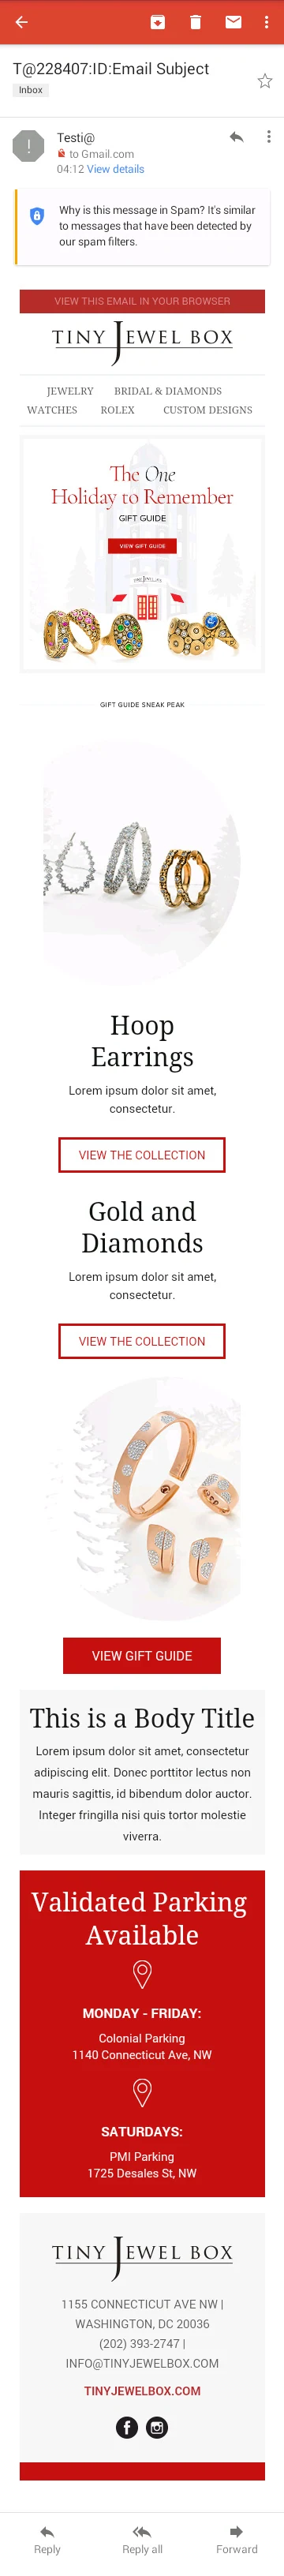 T@228407:ID:Email Subject
Inbox
!
Testi@
to Gmail.com
04:12 View details
Why is this message in Spam? It's similar
to messages that have been detected by
our spam filters.
VIEW THIS EMAIL IN YOUR BROWSER
TINY JEWEL BOX
JEWELRY BRIDAL & DIAMONDS
WATCHES ROLEX CUSTOM DESIGNS
The One
Holiday to Remember
GIFT GUIDE
VIEW GIFT GUIDE
GIFT GUIDE SNEAK PEAK
Hoop
Earrings
Lorem ipsum dolor sit amet,
consectetur.
VIEW THE COLLECTION
Gold and
Diamonds
Lorem ipsum dolor sit amet,
consectetur.
VIEW THE COLLECTION
VIEW GIFT GUIDE
This is a Body Title
Lorem ipsum dolor sit amet, consectetur
adipiscing elit. Donec porttitor lectus non
mauris sagittis, id bibendum dolor auctor.
Integer fringilla nisi quis tortor molestie
viverra.
Validated Parking
Available
MONDAY - FRIDAY:
Colonial Parking
1140 Connecticut Ave, NW
SATURDAYS:
PMI Parking
1725 Desales St, NW
TINY JEWEL BOX
1155 CONNECTICUT AVE NW |
WASHINGTON, DC 20036
(202) 393-2747 |
INFO@TINYJEWELBOX.COM
TINYJEWELBOX.COM
Reply Reply all Forward